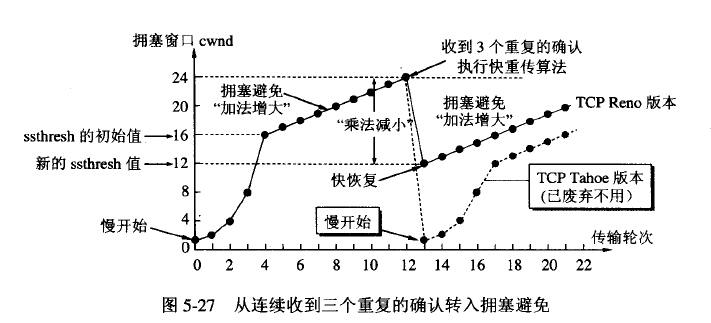 拥塞窗口 cwnd
收到 3 个重复的确认
执行快重传算法
24
拥塞避免
“加法增大”
拥塞避免
“加法增大”
TCP Reno 版本
20
“乘法减小”
ssthresh 的初始值
16
新的 ssthresh 值
12
快恢复
TCP Tahoe 版本
(已废弃不用)
8
4
慢开始
慢开始
0
传输轮次
0 2 4 6 8 10 12 14 16 18 20 22
图 5-27 从连续收到三个重复的确认转入拥塞避免